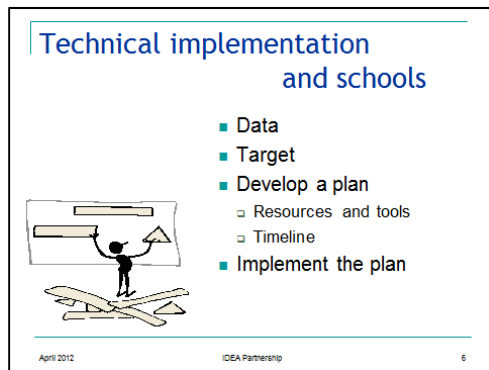 Technical implementation
and schools
Data
Target
Develop a plan
Resources and tools
Timeline
Implement the plan
April 2012
IDEA Partnership
6